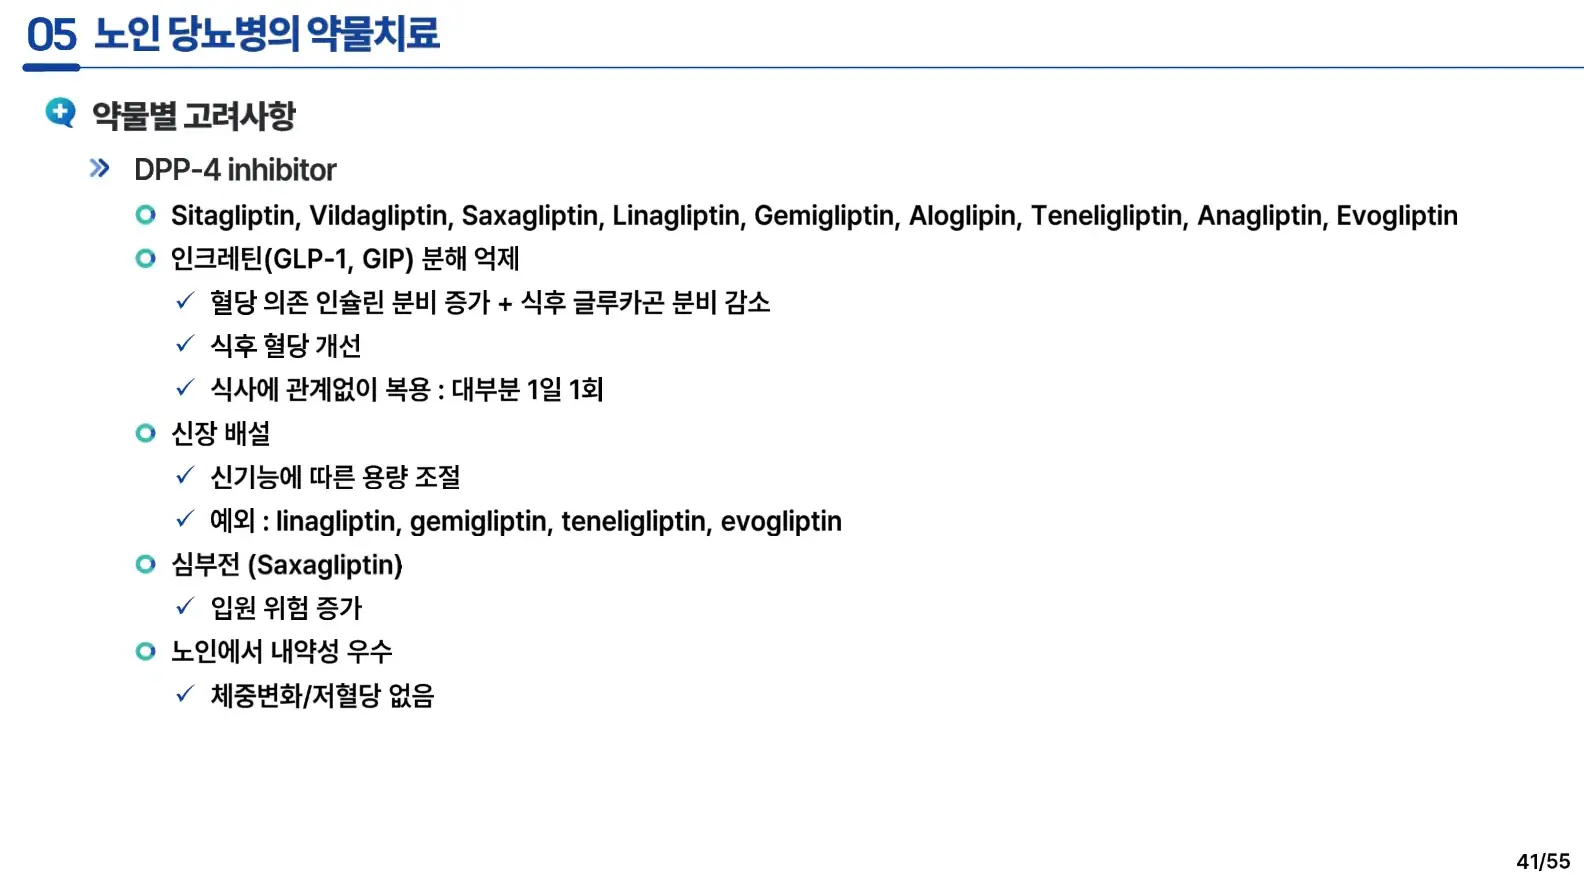 05 노인 당뇨병의 약물치료
약물별 고려사항
DPP-4 inhibitor
Sitagliptin, Vildagliptin, Saxagliptin, Linagliptin, Gemigliptin, Aloglipin, Teneligliptin, Anagliptin, Evogliptin
인크레틴(GLP-1, GIP) 분해 억제
혈당 의존 인슐린 분비 증가 + 식후 글루카곤 분비 감소
식후 혈당 개선
식사에 관계없이 복용 : 대부분 1일 1회
신장 배설
신기능에 따른 용량 조절
예외 : linagliptin, gemigliptin, teneligliptin, evogliptin
심부전 (Saxagliptin)
입원 위험 증가
노인에서 내약성 우수
체중변화/저혈당 없음
41/55